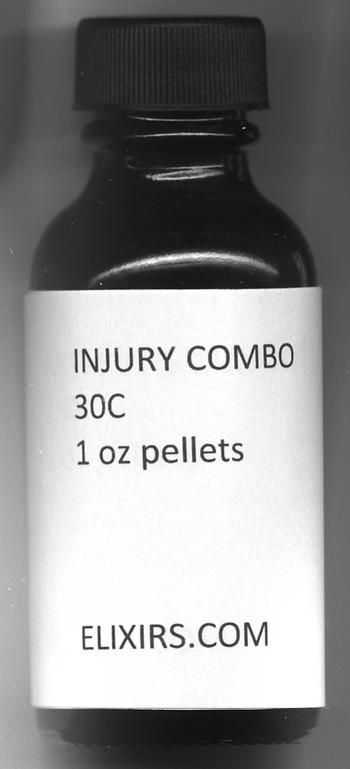 INJURY COMBO
30C
1 oz pellets
ELIXIRS.COM